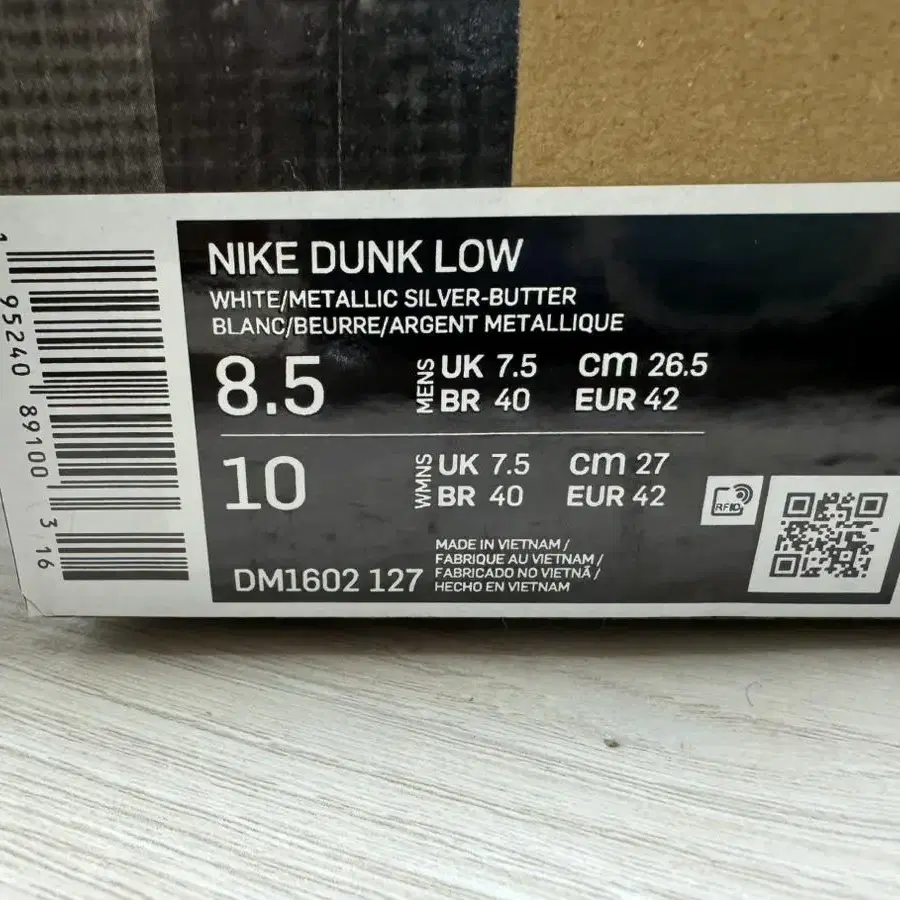 1 95240 89100 3 16
NIKE DUNK LOW
WHITE/METALLIC SILVER-BUTTER
BLANC/BEURRE/ARGENT METALLIQUE
8.5 MENS UK 7.5 cm 26.5
BR 40 EUR 42
10 WMNS UK 7.5 cm 27
BR 40 EUR 42
RFID
DM1602 127
MADE IN VIETNAM /
FABRIQUE AU VIETNAM /
FABRICADO NO VIETNÃ /
HECHO EN VIETNAM